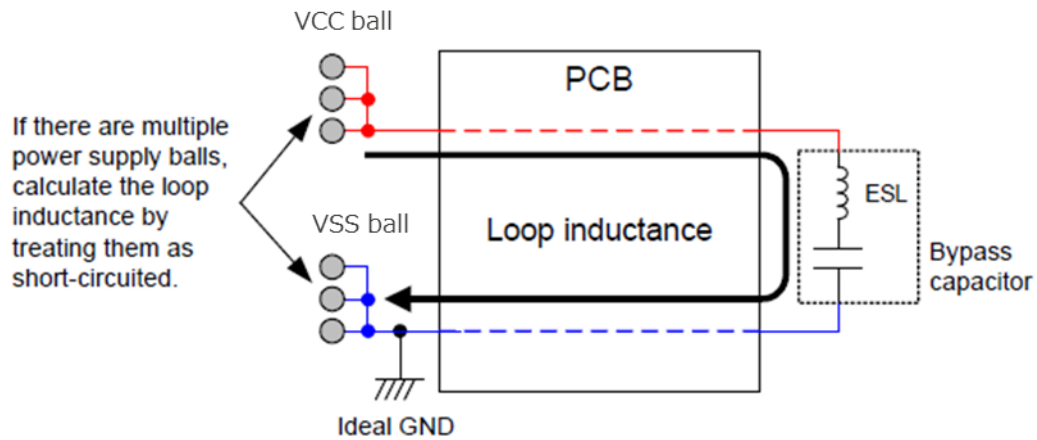 VCC ball
PCB
If there are multiple
power supply balls,
calculate the loop
inductance by
treating them as
short-circuited.
VSS ball
Loop inductance
ESL
Bypass
capacitor
Ideal GND